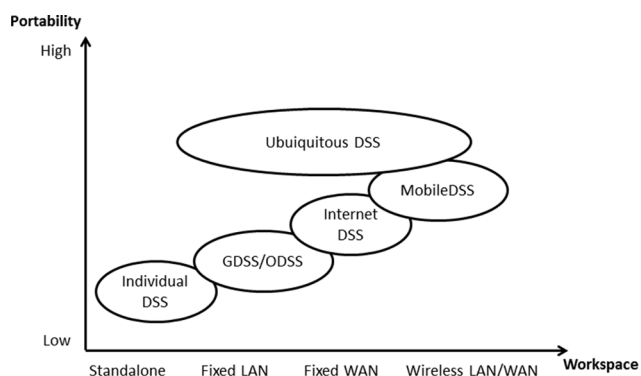 Portability
High
Ubuiquitous DSS
MobileDSS
Internet
DSS
GDSS/ODSS
Individual
DSS
Low
Standalone Fixed LAN Fixed WAN Wireless LAN/WAN
Workspace